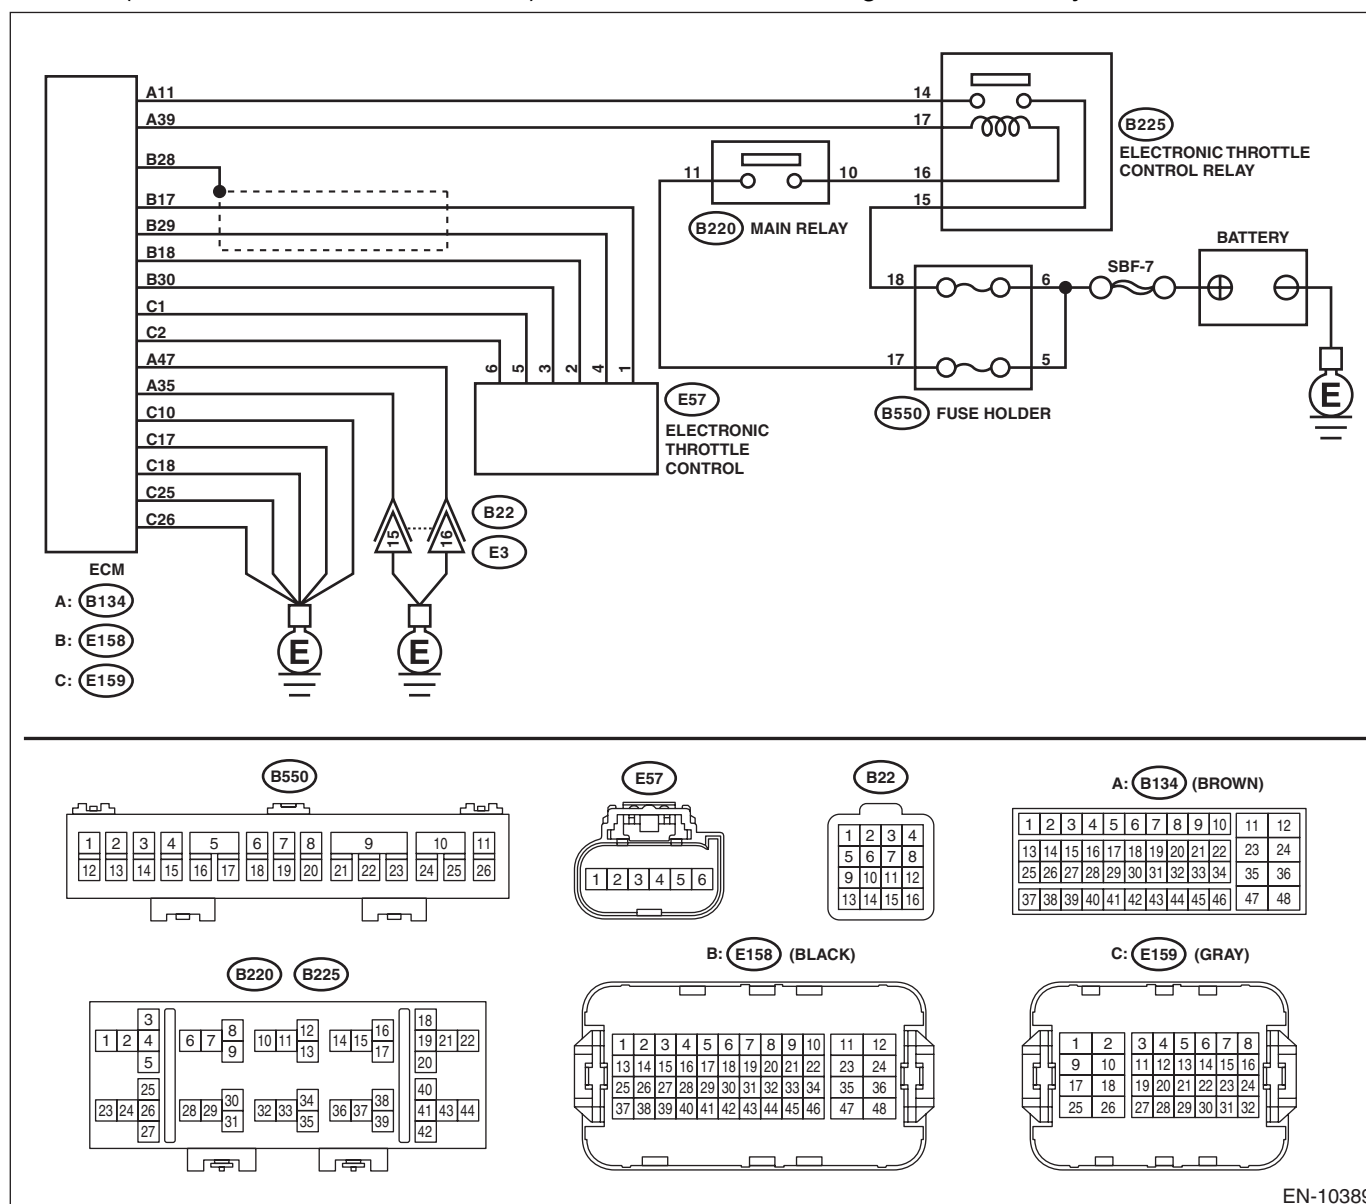 A11
A39
B28
B17
B29
B18
B30
C1
C2
A47
A35
C10
C17
C18
C25
C26
ECM
A: B134
B: E158
C: E159
14
17
16
15
B225
ELECTRONIC THROTTLE
CONTROL RELAY
11
10
B220 MAIN RELAY
BATTERY
SBF-7
18
6
17
5
B550 FUSE HOLDER
E
6 5 3 2 4 1
E57
ELECTRONIC
THROTTLE
CONTROL
15
16
B22
E3
E
E
B550
1 2 3 4 5 6 7 8 9 10 11
12 13 14 15 16 17 18 19 20 21 22 23 24 25 26
E57
1 2 3 4 5 6
B22
1 2 3 4
5 6 7 8
9 10 11 12
13 14 15 16
A: B134 (BROWN)
1 2 3 4 5 6 7 8 9 10 11 12
13 14 15 16 17 18 19 20 21 22 23 24
25 26 27 28 29 30 31 32 33 34 35 36
37 38 39 40 41 42 43 44 45 46 47 48
B220 B225
3 8 12 16 18
1 2 4 6 7 10 11 14 15 19 21 22
5 9 13 17 20
25 30 34 38 40
23 24 26 28 29 32 33 36 37 41 43 44
27 31 35 39 42
B: E158 (BLACK)
1 2 3 4 5 6 7 8 9 10 11 12
13 14 15 16 17 18 19 20 21 22 23 24
25 26 27 28 29 30 31 32 33 34 35 36
37 38 39 40 41 42 43 44 45 46 47 48
C: E159 (GRAY)
1 2 3 4 5 6 7 8
9 10 11 12 13 14 15 16
17 18 19 20 21 22 23 24
25 26 27 28 29 30 31 32
EN-10389